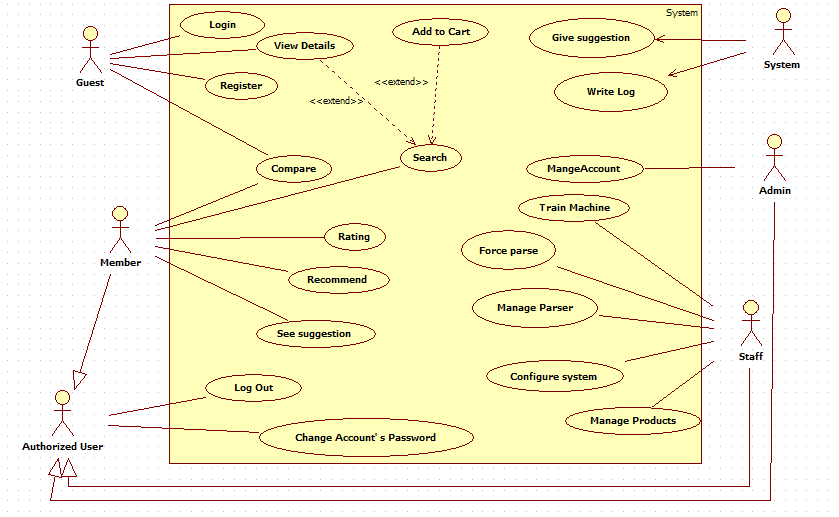 System
Login
View Details
Add to Cart
Give suggestion
System
Guest
Register
<<extend>>
<<extend>>
Write Log
Compare
Search
MangeAccount
Admin
Train Machine
Member
Rating
Force parse
Recommend
Manage Parser
See suggestion
Staff
Log Out
Configure system
Authorized User
Change Account's Password
Manage Products